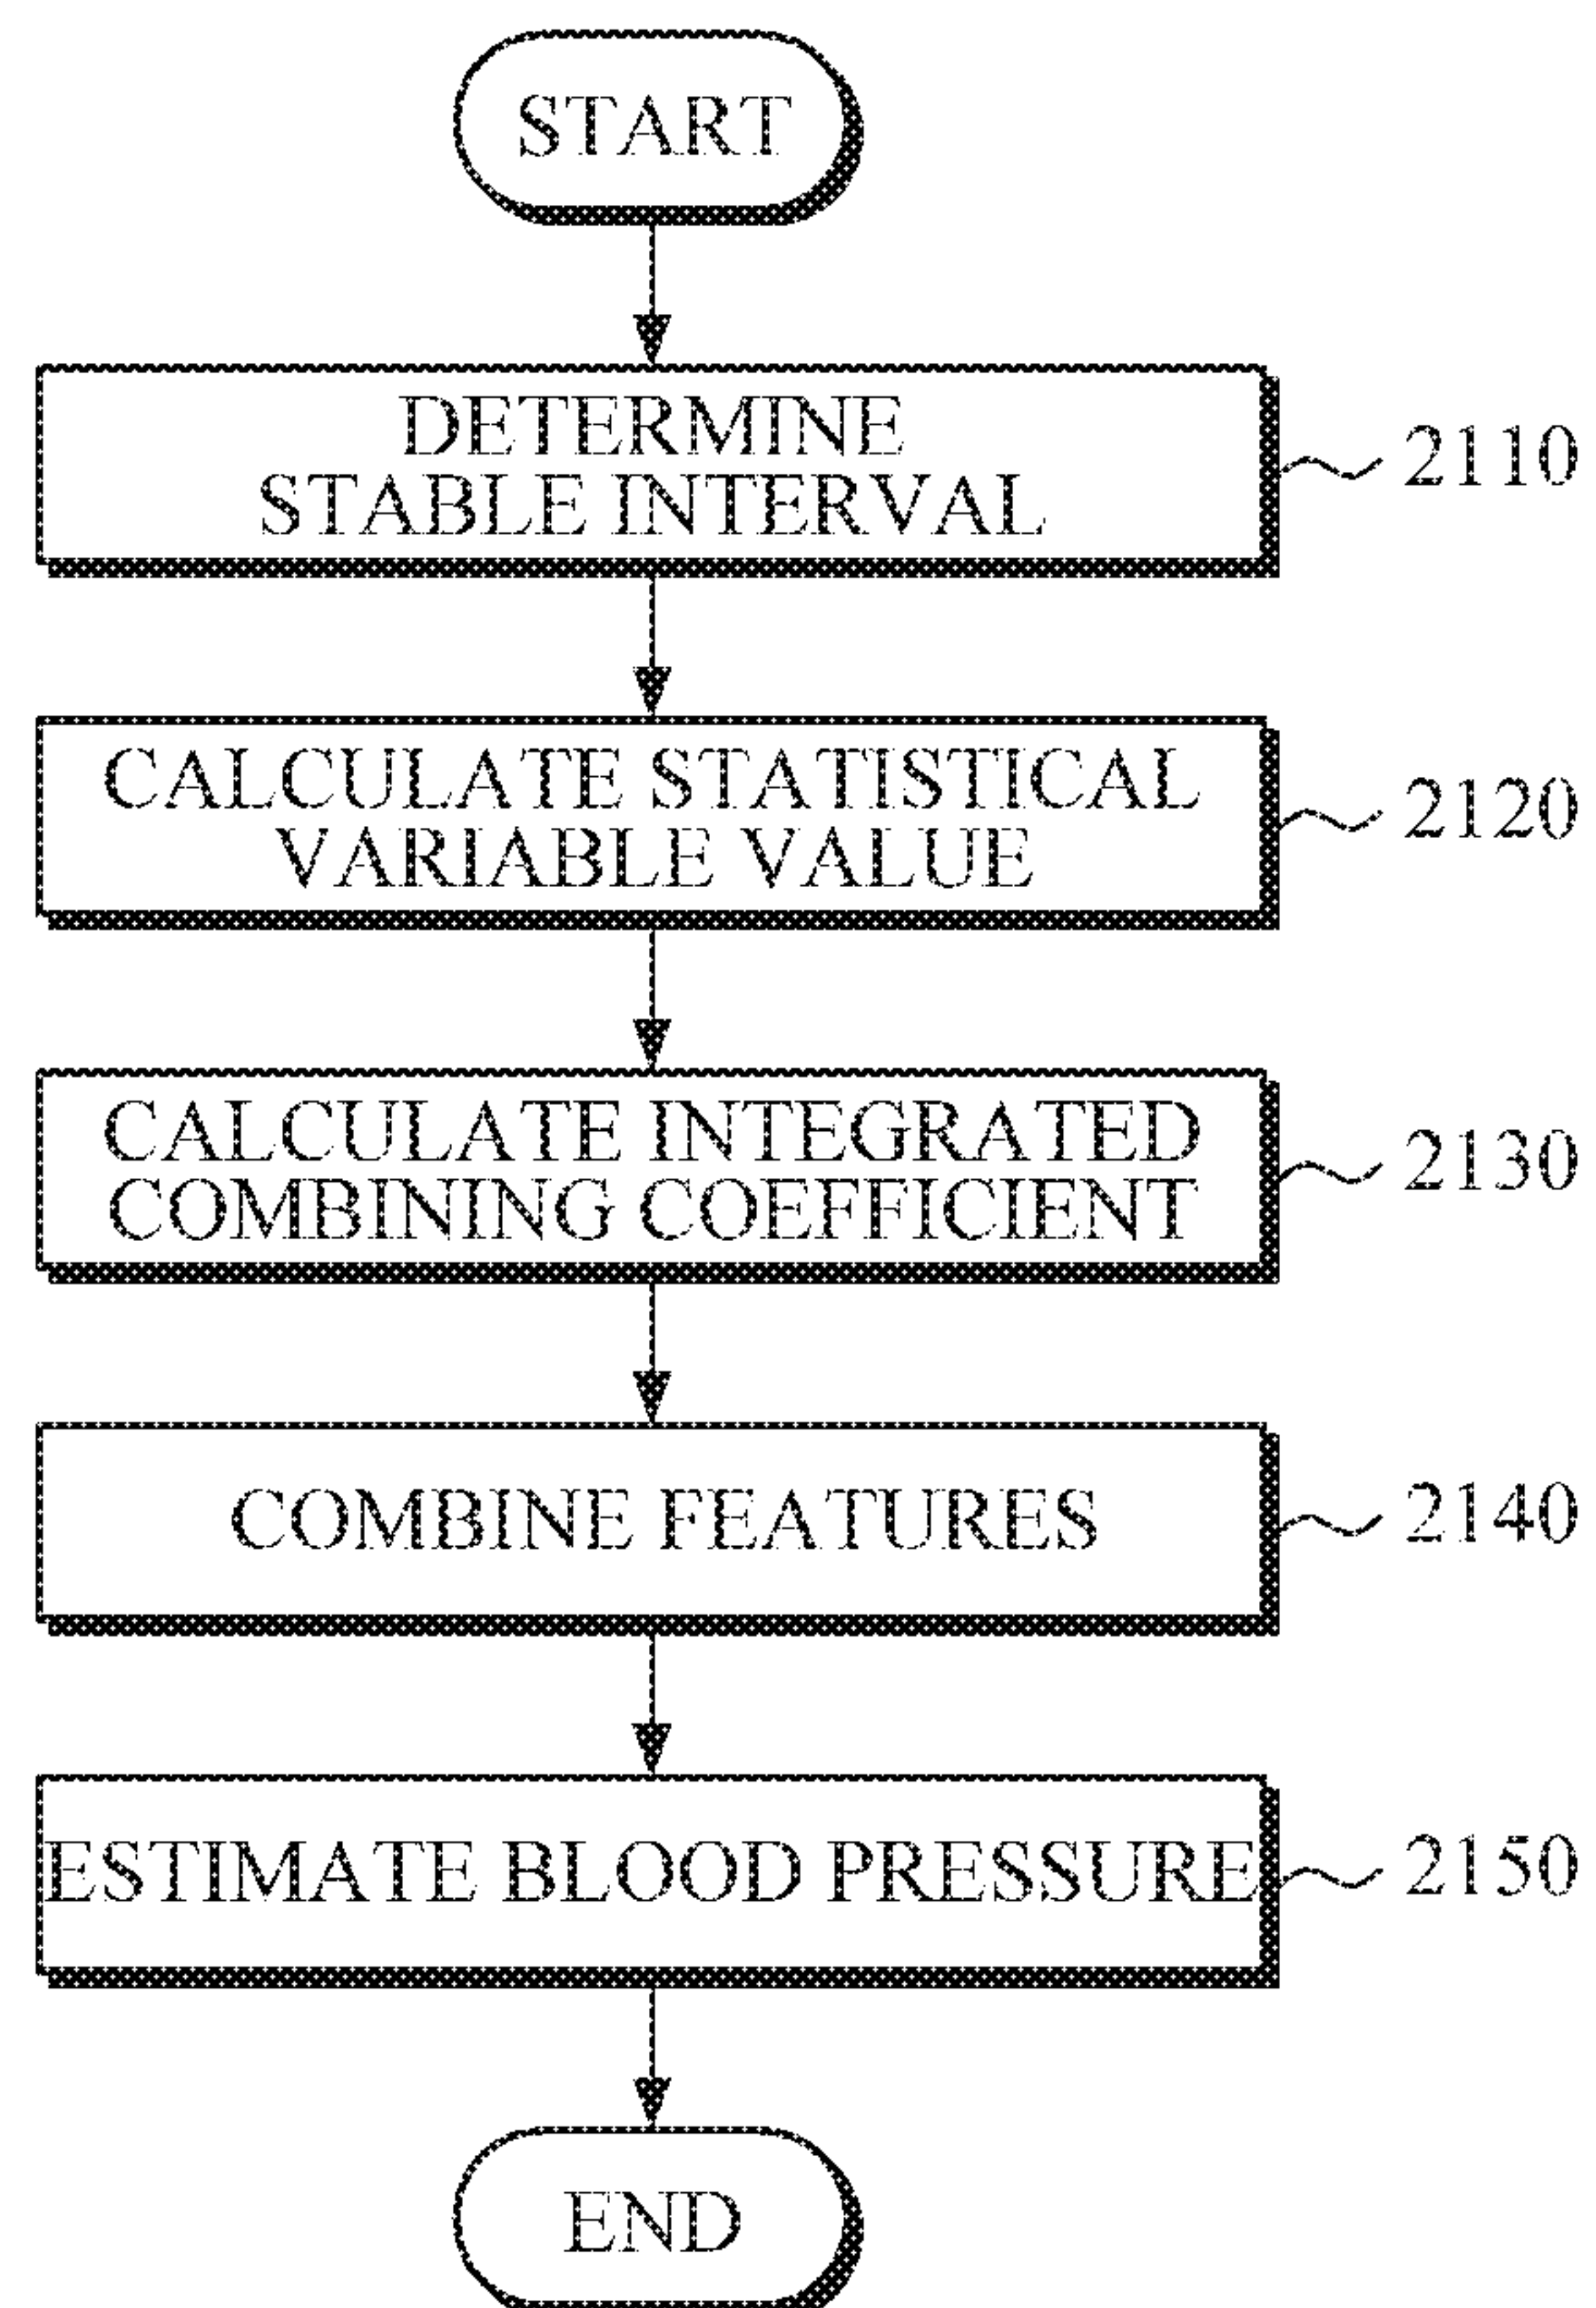 START
DETERMINE
STABLE INTERVAL
2110
CALCULATE STATISTICAL
VARIABLE VALUE
2120
CALCULATE INTEGRATED
COMBINING COEFFICIENT
2130
COMBINE FEATURES
2140
ESTIMATE BLOOD PRESSURE
2150
END